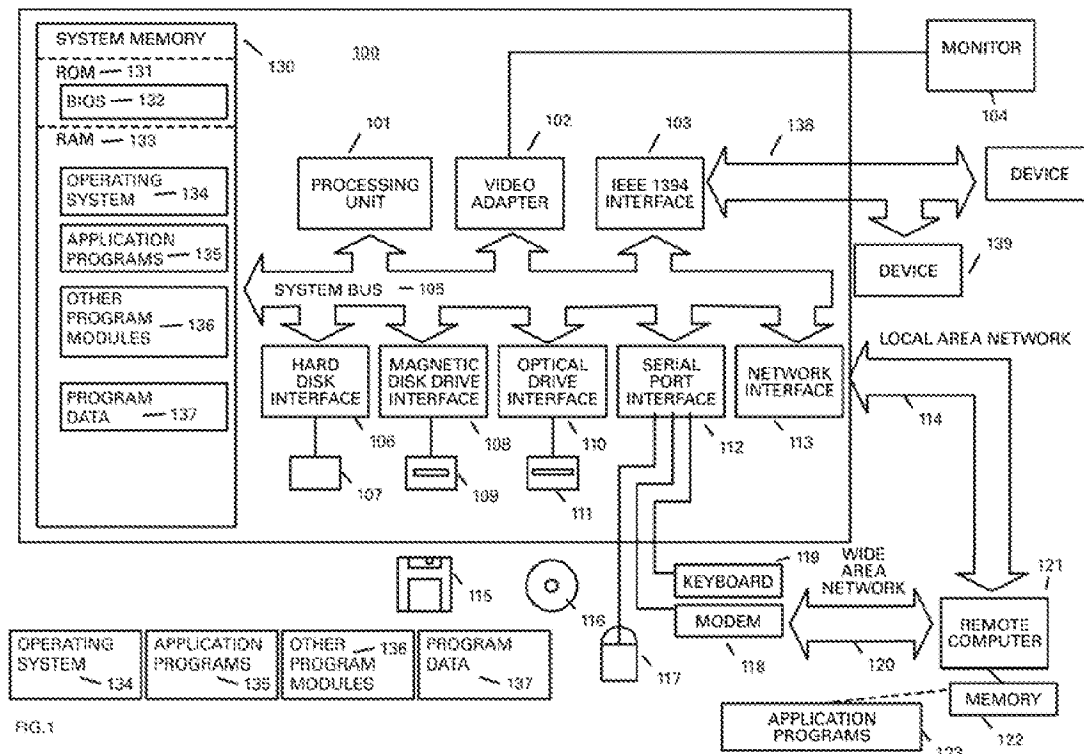 SYSTEM MEMORY
130
100
ROM 131
BIOS 132
RAM 133
OPERATING
SYSTEM 134
APPLICATION
PROGRAMS 135
OTHER
PROGRAM
MODULES 136
PROGRAM
DATA 137
101
PROCESSING
UNIT
102
VIDEO
ADAPTER
103
IEEE 1394
INTERFACE
138
MONITOR
104
DEVICE
DEVICE
139
SYSTEM BUS 105
HARD
DISK
INTERFACE
106
107
MAGNETIC
DISK DRIVE
INTERFACE
108
109
OPTICAL
DRIVE
INTERFACE
110
111
SERIAL
PORT
INTERFACE
112
NETWORK
INTERFACE
113
LOCAL AREA NETWORK
114
115
116
117
119
KEYBOARD
MODEM
118
WIDE
AREA
NETWORK
120
121
REMOTE
COMPUTER
MEMORY
122
APPLICATION
PROGRAMS
123
OPERATING
SYSTEM
134
APPLICATION
PROGRAMS
135
OTHER 136
PROGRAM
MODULES
PROGRAM
DATA
137
FIG.1